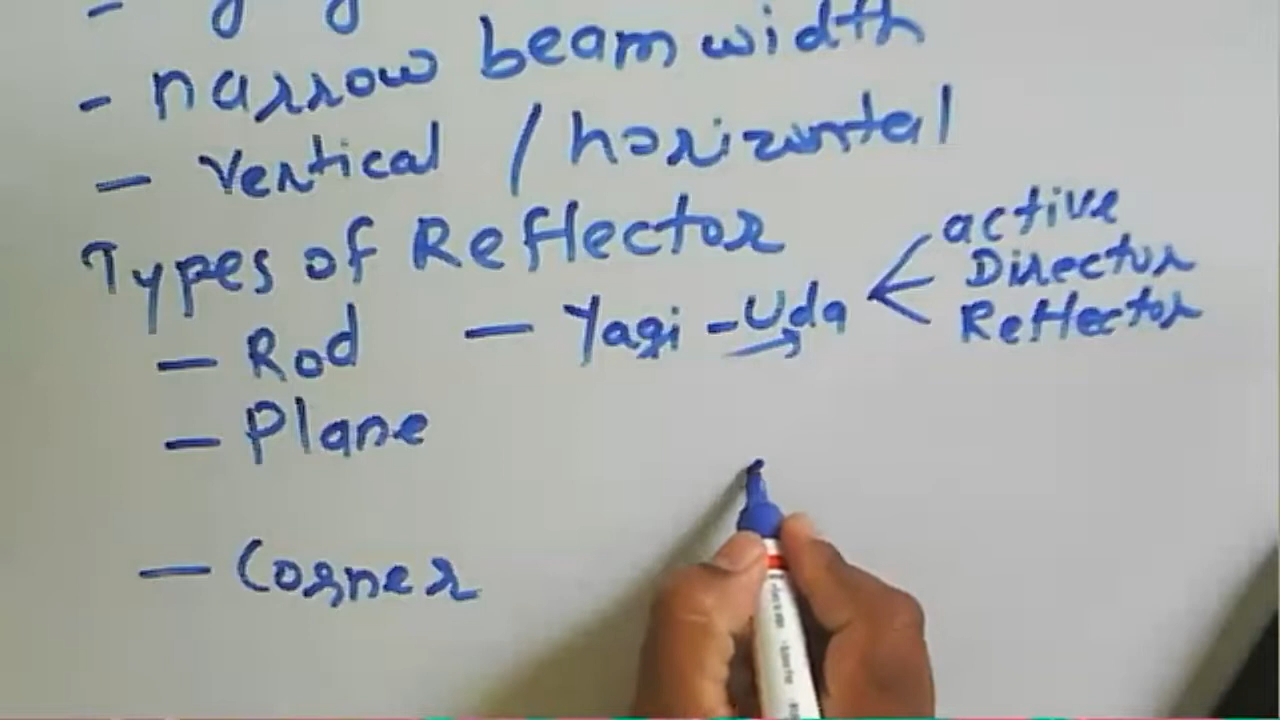 - narrow beam width
- Vertical / horizontal
Types of Reflector
- Rod - Yagi-Uda
active
Director
Reflector
- Plane
- Corner